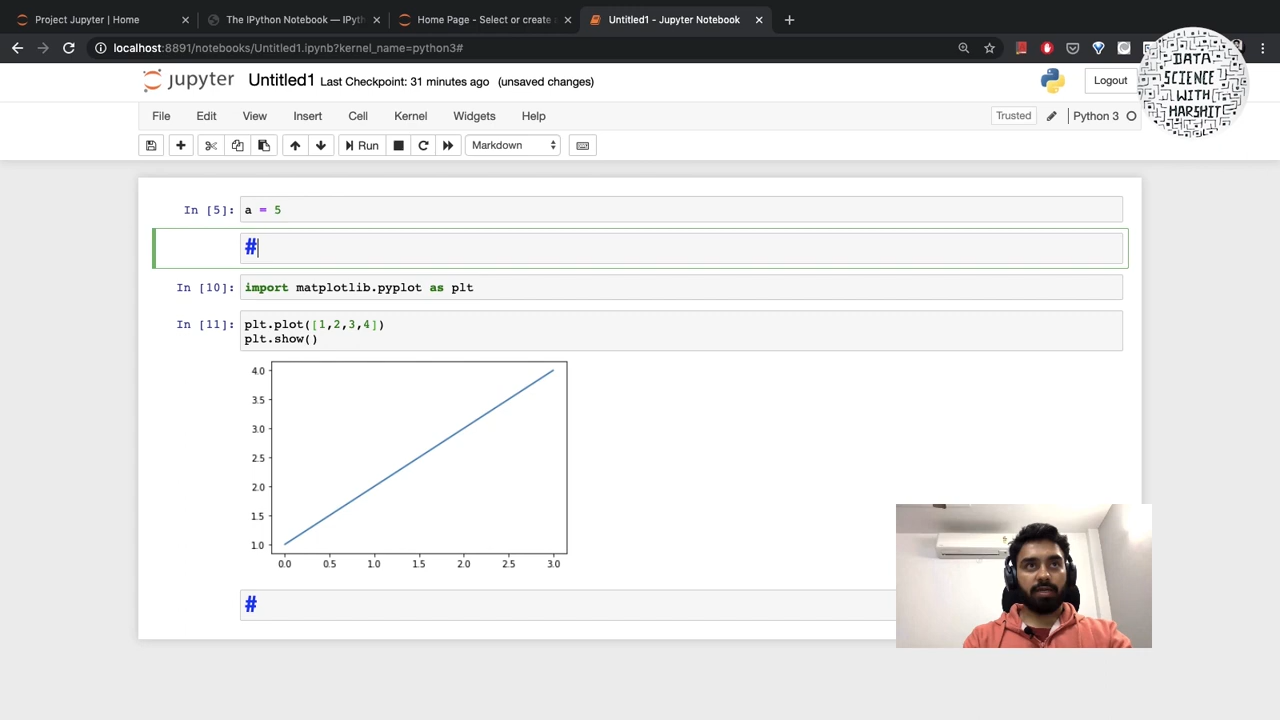 Project Jupyter | Home
The IPython Notebook — IPyth
Home Page - Select or create a
Untitled1 - Jupyter Notebook
localhost:8891/notebooks/Untitled1.ipynb?kernel_name=python3#
jupyter Untitled1 Last Checkpoint: 31 minutes ago (unsaved changes)
Logout
DATA
SCIENCE
WITH
HARSHIT
File Edit View Insert Cell Kernel Widgets Help
Trusted Python 3
Run Markdown
In [5]: a = 5
#
In [10]: import matplotlib.pyplot as plt
In [11]: plt.plot([1,2,3,4])
plt.show()
4.0
3.5
3.0
2.5
2.0
1.5
1.0
0.0 0.5 1.0 1.5 2.0 2.5 3.0
#